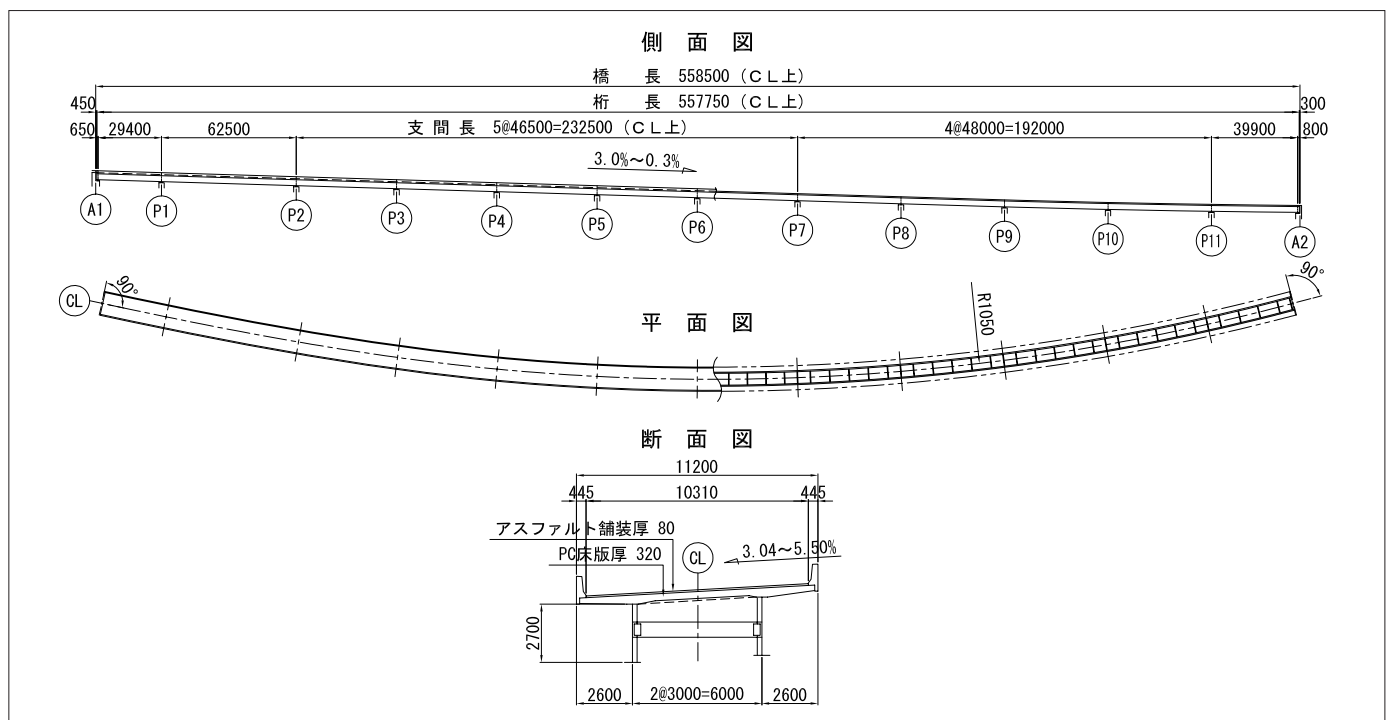 側 面 図
橋 長 558500 (CL上)
450 桁 長 557750 (CL上) 300
650 29400 62500 支間長 5@46500=232500 (CL上) 4@48000=192000 39900 800
3.0%～0.3%
A1 P1 P2 P3 P4 P5 P6 P7 P8 P9 P10 P11 A2
CL 90° 90°
平 面 図
R1050
断 面 図
11200
445 10310 445
アスファルト舗装厚 80
PC床版厚 320 CL 3.04～5.50%
2700
2600 2@3000=6000 2600